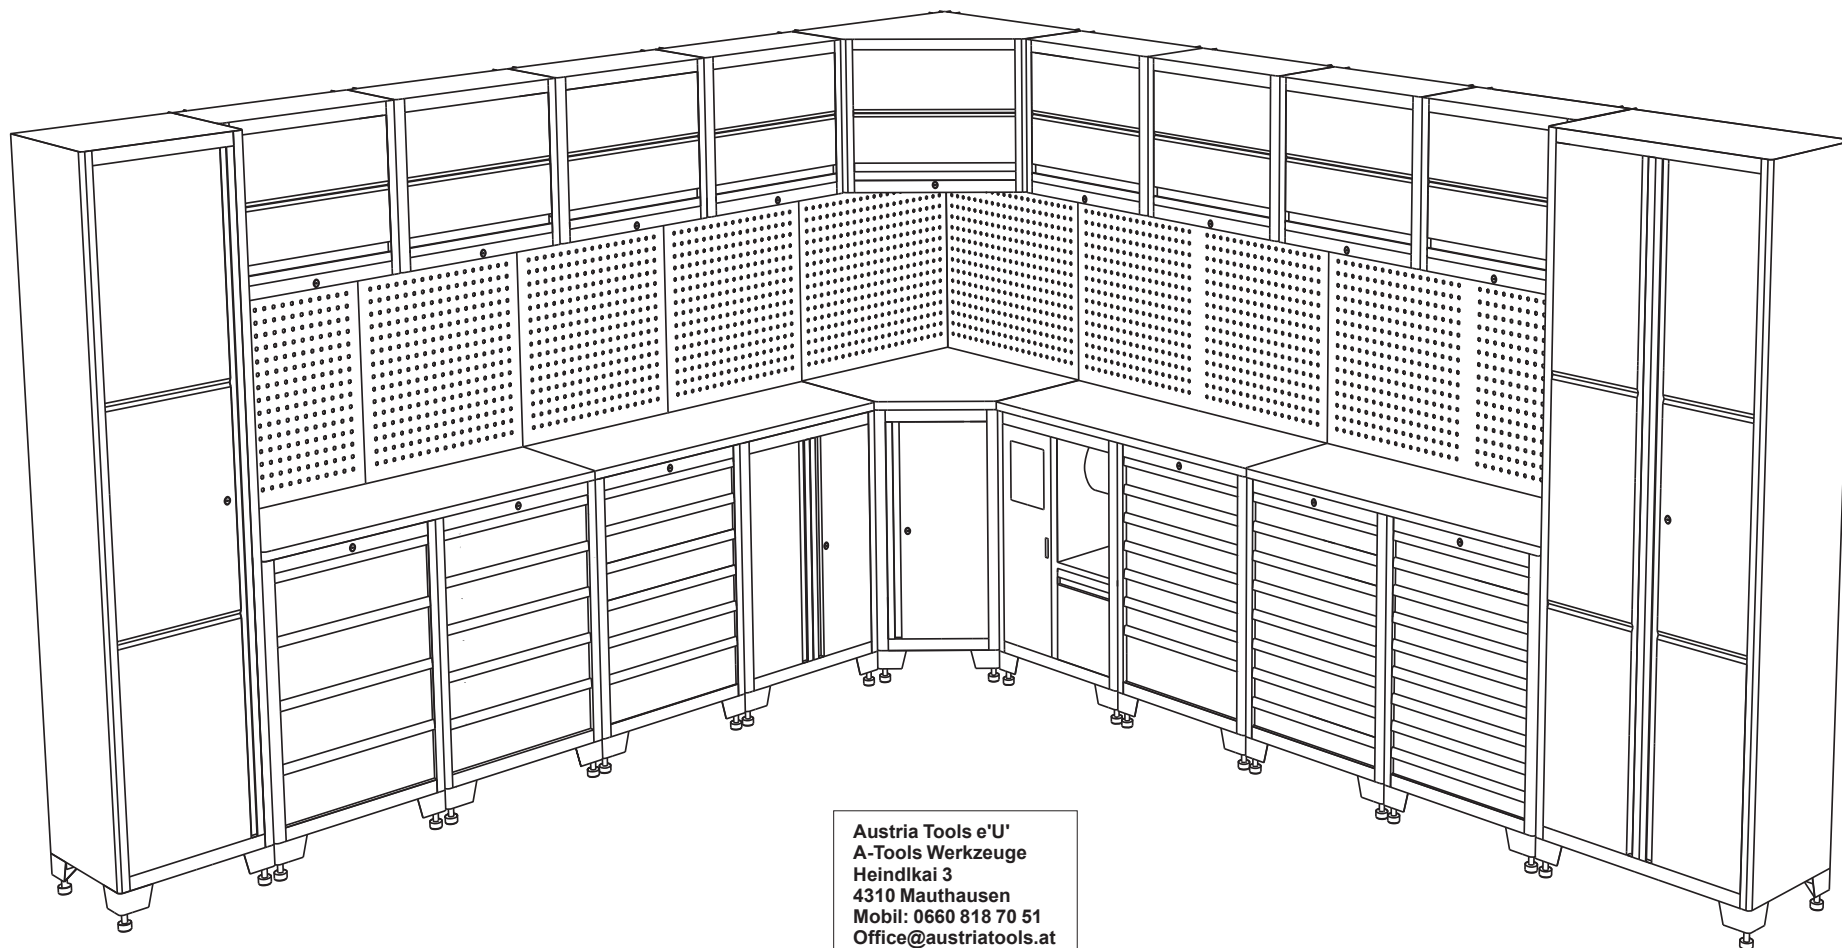 Austria Tools e'U'
A-Tools Werkzeuge
Heindlkai 3
4310 Mauthausen
Mobil: 0660 818 70 51
Office@austriatools.at